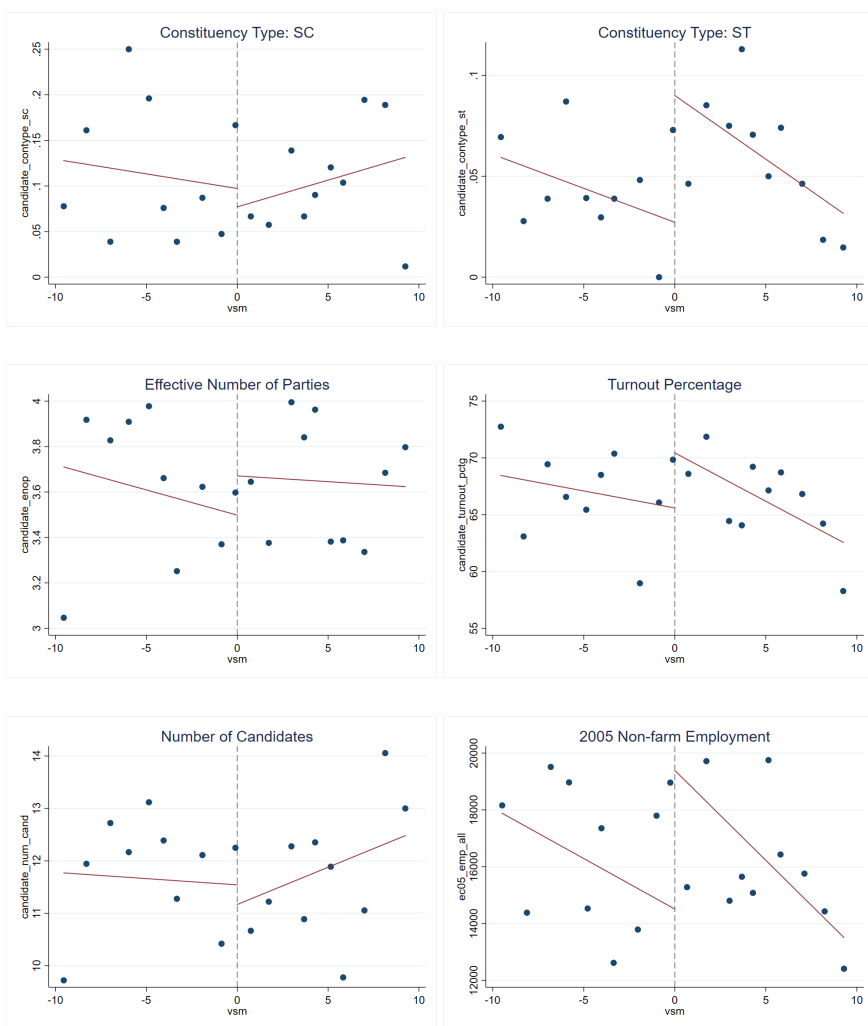 Constituency Type: SC
candidate_contype_sc
0 .05 .1 .15 .2 .25
-10 -5 0 5 10
vsm
Constituency Type: ST
candidate_contype_st
0 .05 .1
-10 -5 0 5 10
vsm
Effective Number of Parties
candidate_enop
3 3.2 3.4 3.6 3.8 4
-10 -5 0 5 10
vsm
Turnout Percentage
candidate_turnout_pctg
55 60 65 70 75
-10 -5 0 5 10
vsm
Number of Candidates
candidate_num_cand
10 11 12 13 14
-10 -5 0 5 10
vsm
2005 Non-farm Employment
ec05_emp_all
12000 14000 16000 18000 20000
-10 -5 0 5 10
vsm